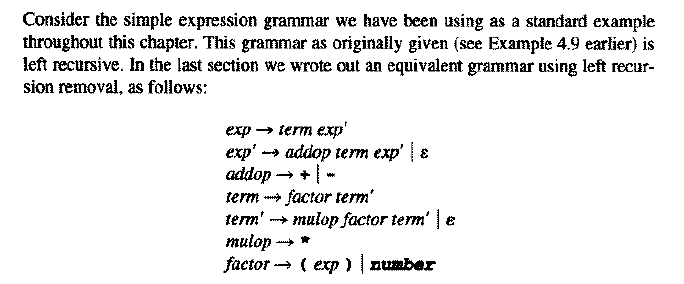 Consider the simple expression grammar we have been using as a standard example
throughout this chapter. This grammar as originally given (see Example 4.9 earlier) is
left recursive. In the last section we wrote out an equivalent grammar using left recur-
sion removal, as follows:
exp → term exp'
exp' → addop term exp' | ε
addop → + | -
term → factor term'
term' → mulop factor term' | ε
mulop → *
factor → ( exp ) | number